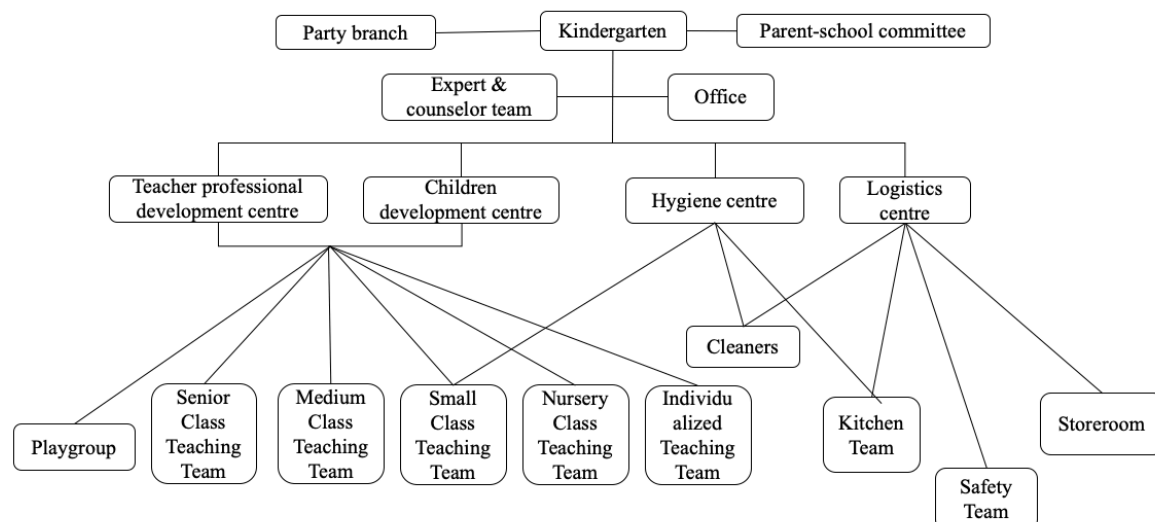 Party branch
Kindergarten
Parent-school committee
Expert &
counselor team
Office
Teacher professional
development centre
Children
development centre
Hygiene centre
Logistics
centre
Cleaners
Playgroup
Senior
Class
Teaching
Team
Medium
Class
Teaching
Team
Small
Class
Teaching
Team
Nursery
Class
Teaching
Team
Individu
alized
Teaching
Team
Kitchen
Team
Storeroom
Safety
Team